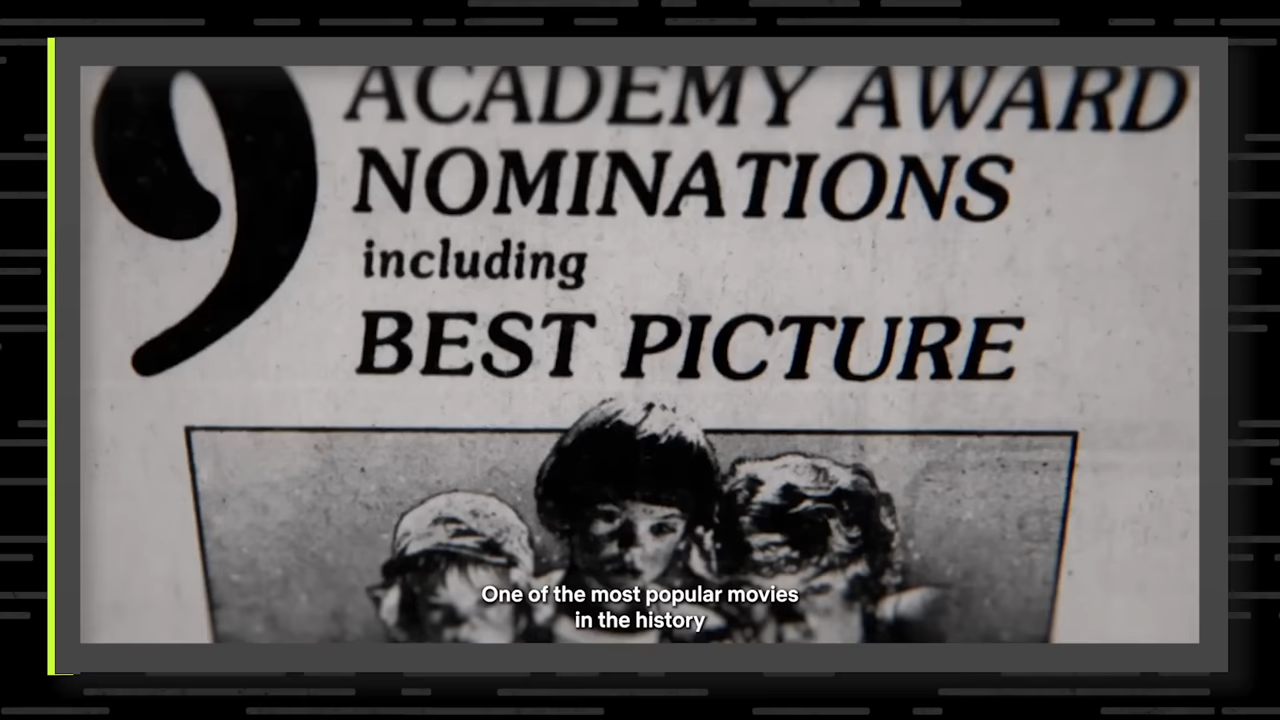 9 ACADEMY AWARD
NOMINATIONS
including
BEST PICTURE
One of the most popular movies
in the history